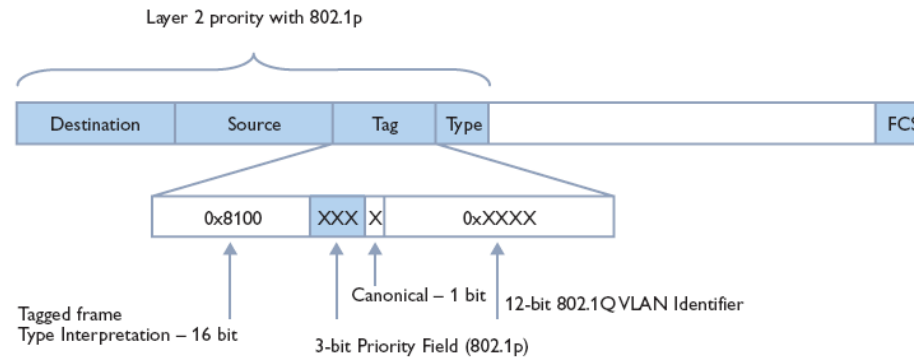 Layer 2 prority with 802.1p
Destination Source Tag Type FCS
0x8100 XXX X 0xXXXX
Canonical – 1 bit
12-bit 802.1Q VLAN Identifier
Tagged frame
Type Interpretation – 16 bit
3-bit Priority Field (802.1p)